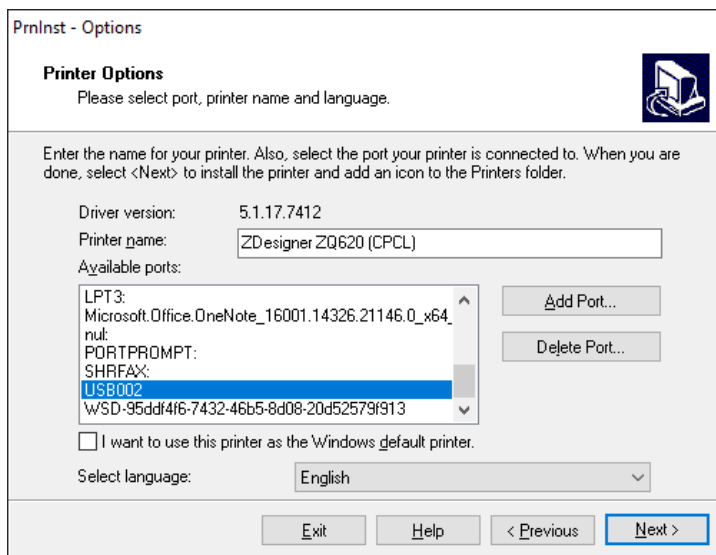 PrnInst - Options
Printer Options
Please select port, printer name and language.
Enter the name for your printer. Also, select the port your printer is connected to. When you are
done, select <Next> to install the printer and add an icon to the Printers folder.
Driver version: 5.1.17.7412
Printer name: ZDesigner ZQ620 (CPCL)
Available ports:
LPT3:
Microsoft.Office.OneNote_16001.14326.21146.0_x64_
nul:
PORTPROMPT:
SHRFAX:
USB002
WSD-95ddf4f6-7432-46b5-8d08-20d52579f913
Add Port...
Delete Port...
I want to use this printer as the Windows default printer.
Select language: English
Exit Help < Previous Next >